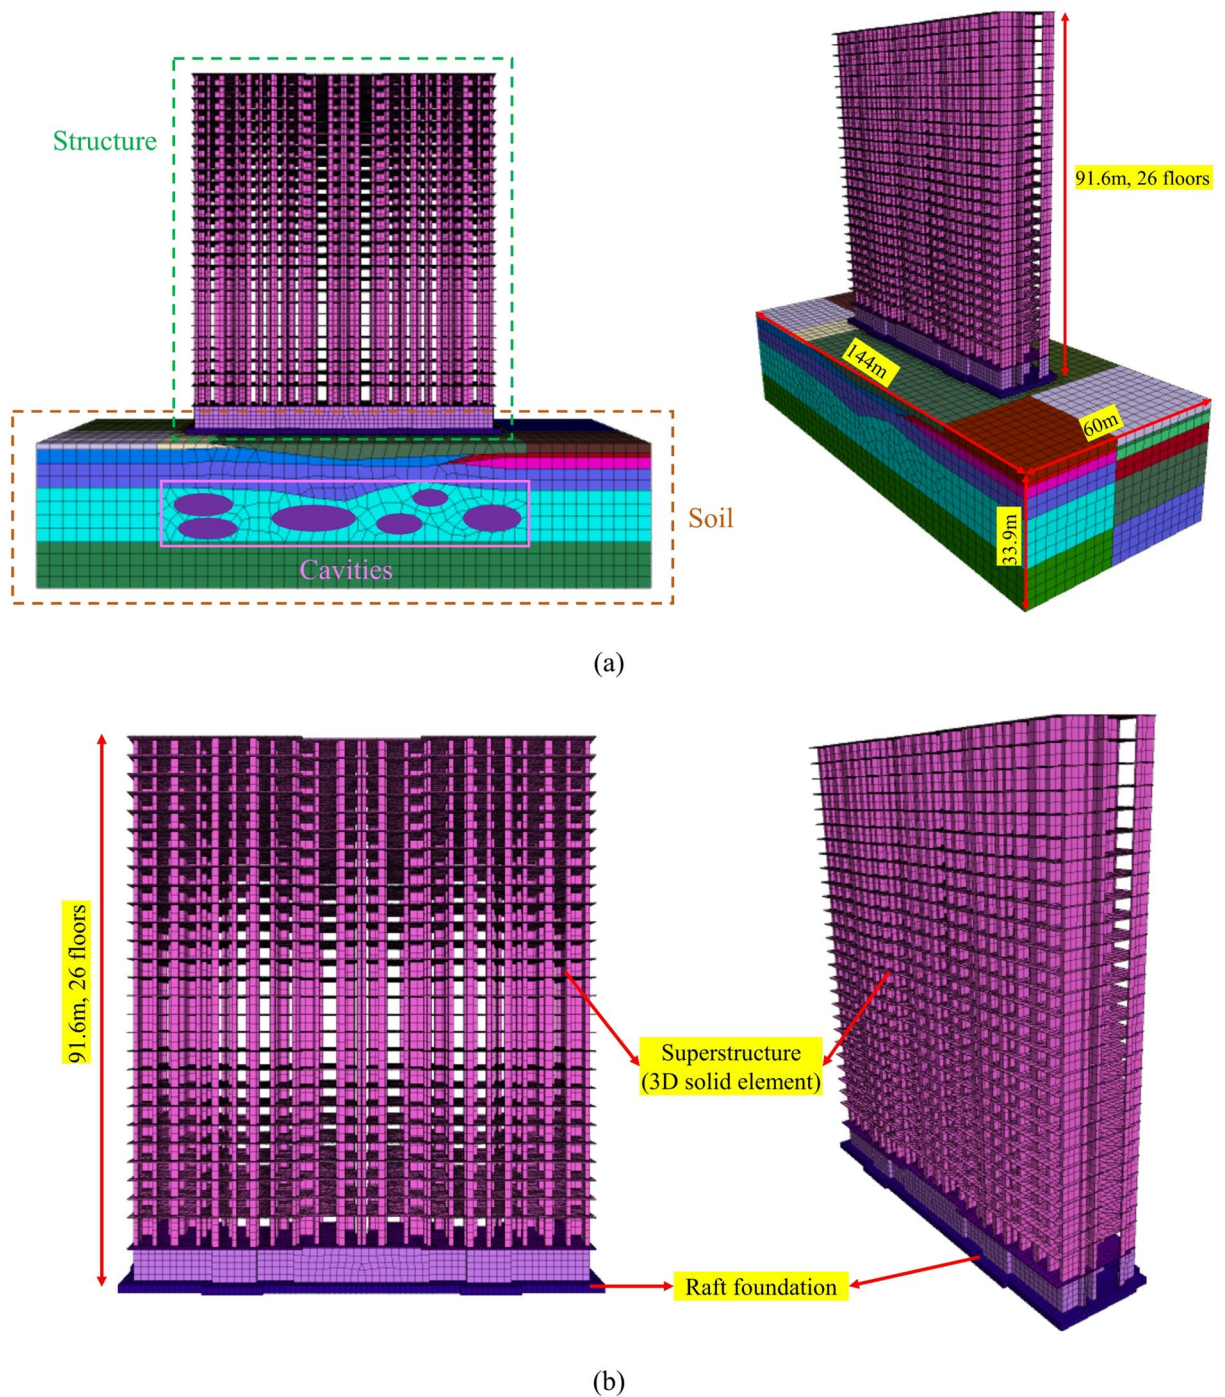 Structure
91.6m, 26 floors
144m
60m
33.9m
Soil
Cavities
(a)
91.6m, 26 floors
Superstructure
(3D solid element)
Raft foundation
(b)